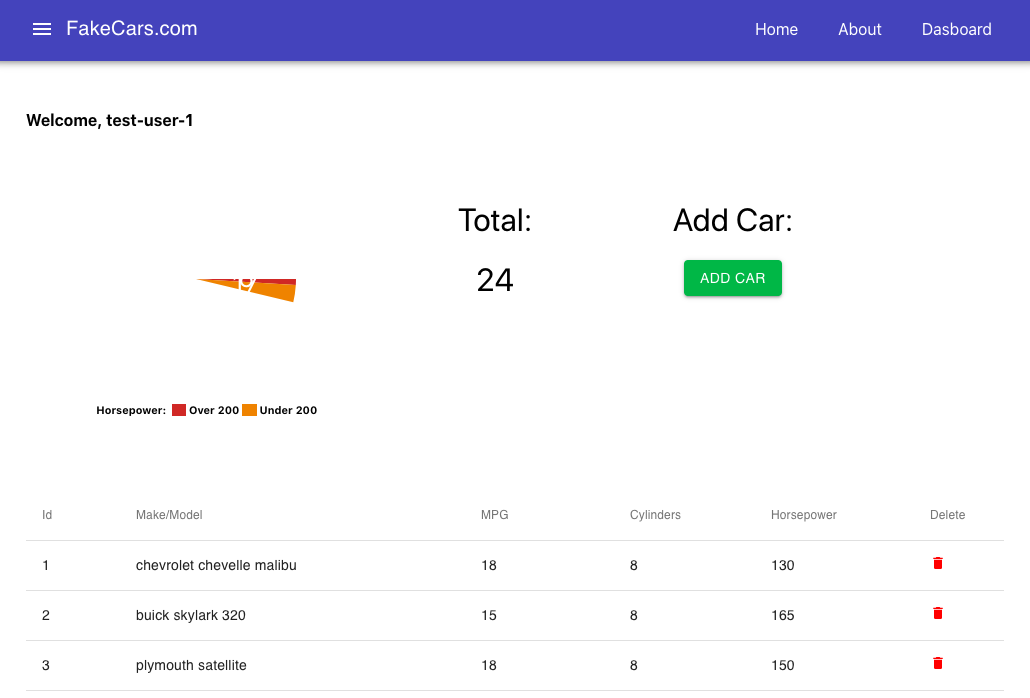 FakeCars.com
Home About Dasboard
Welcome, test-user-1
Total:
24
Add Car:
ADD CAR
Horsepower: Over 200 Under 200
Id Make/Model MPG Cylinders Horsepower Delete
1 chevrolet chevelle malibu 18 8 130
2 buick skylark 320 15 8 165
3 plymouth satellite 18 8 150